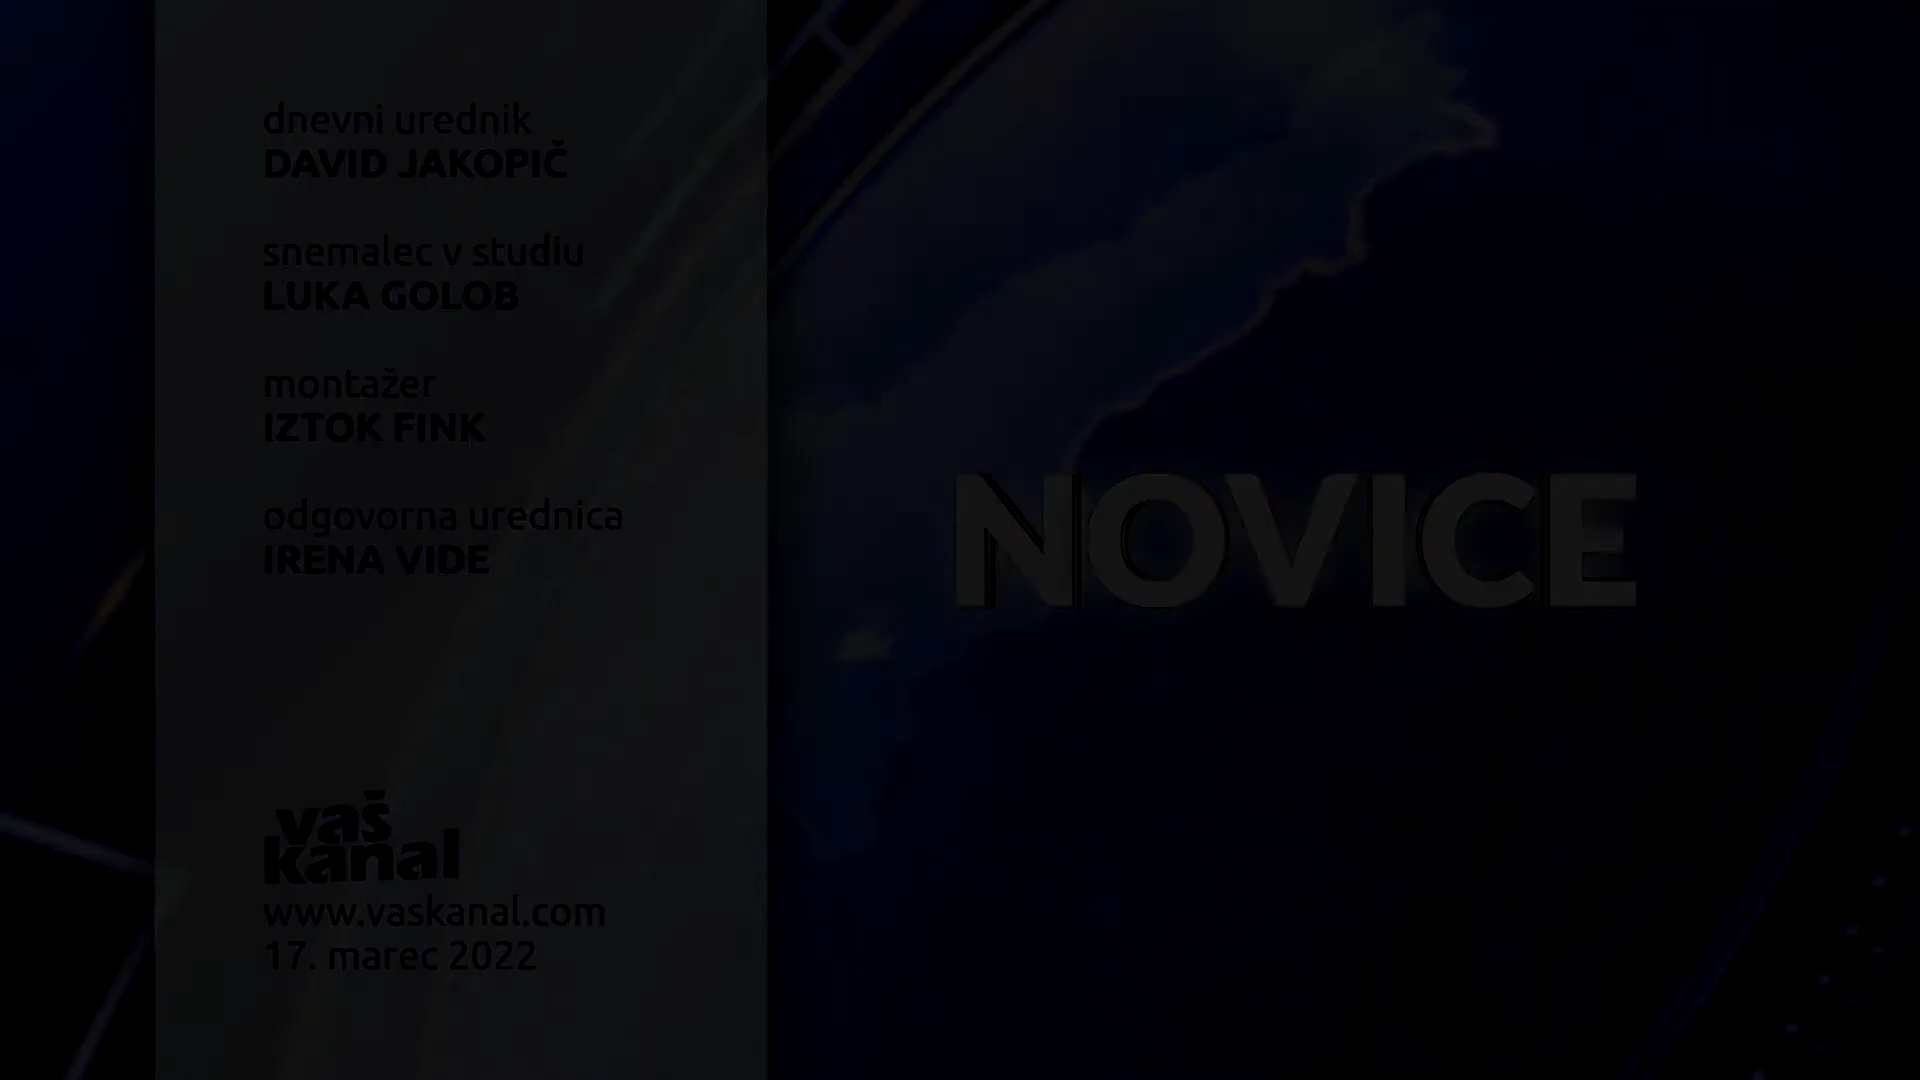 dnevni urednik
DAVID JAKOPIČ
snemalec v studiu
LUKA GOLOB
montažer
IZTOK FINK
odgovorna urednica
IRENA VIDE
vaš
kanal
www.vaskanal.com
17. marec 2022
NOVICE